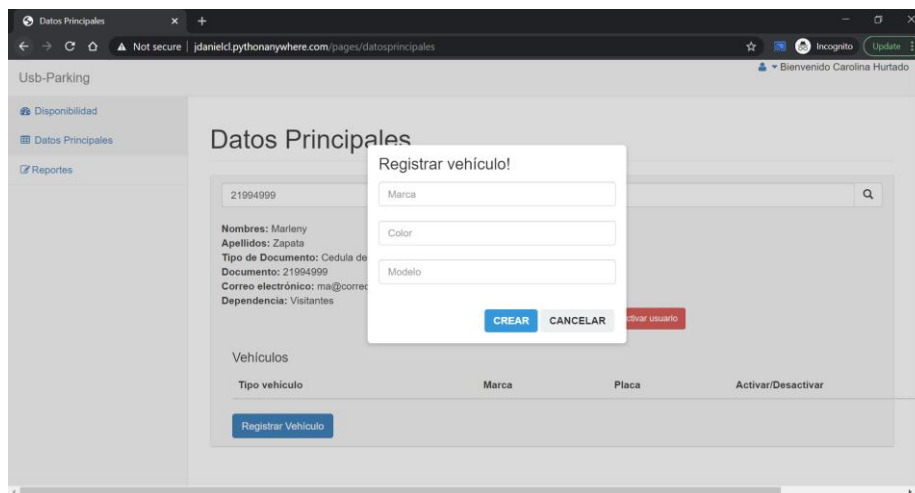 Datos Principales
Not secure | jdanielcl.pythonanywhere.com/pages/datosprincipales
Incognito
Update
Usb-Parking
Bienvenido Carolina Hurtado
Disponibilidad
Datos Principales
Reportes
Datos Principales
Registrar vehículo!
21994999
Marca
Color
Modelo
Nombres: Marleny
Apellidos: Zapata
Tipo de Documento: Cedula de
Documento: 21994999
Correo electrónico: ma@correo
Dependencia: Visitantes
CREAR
CANCELAR
ctivar usuario
Vehículos
Tipo vehículo Marca Placa Activar/Desactivar
Registrar Vehículo